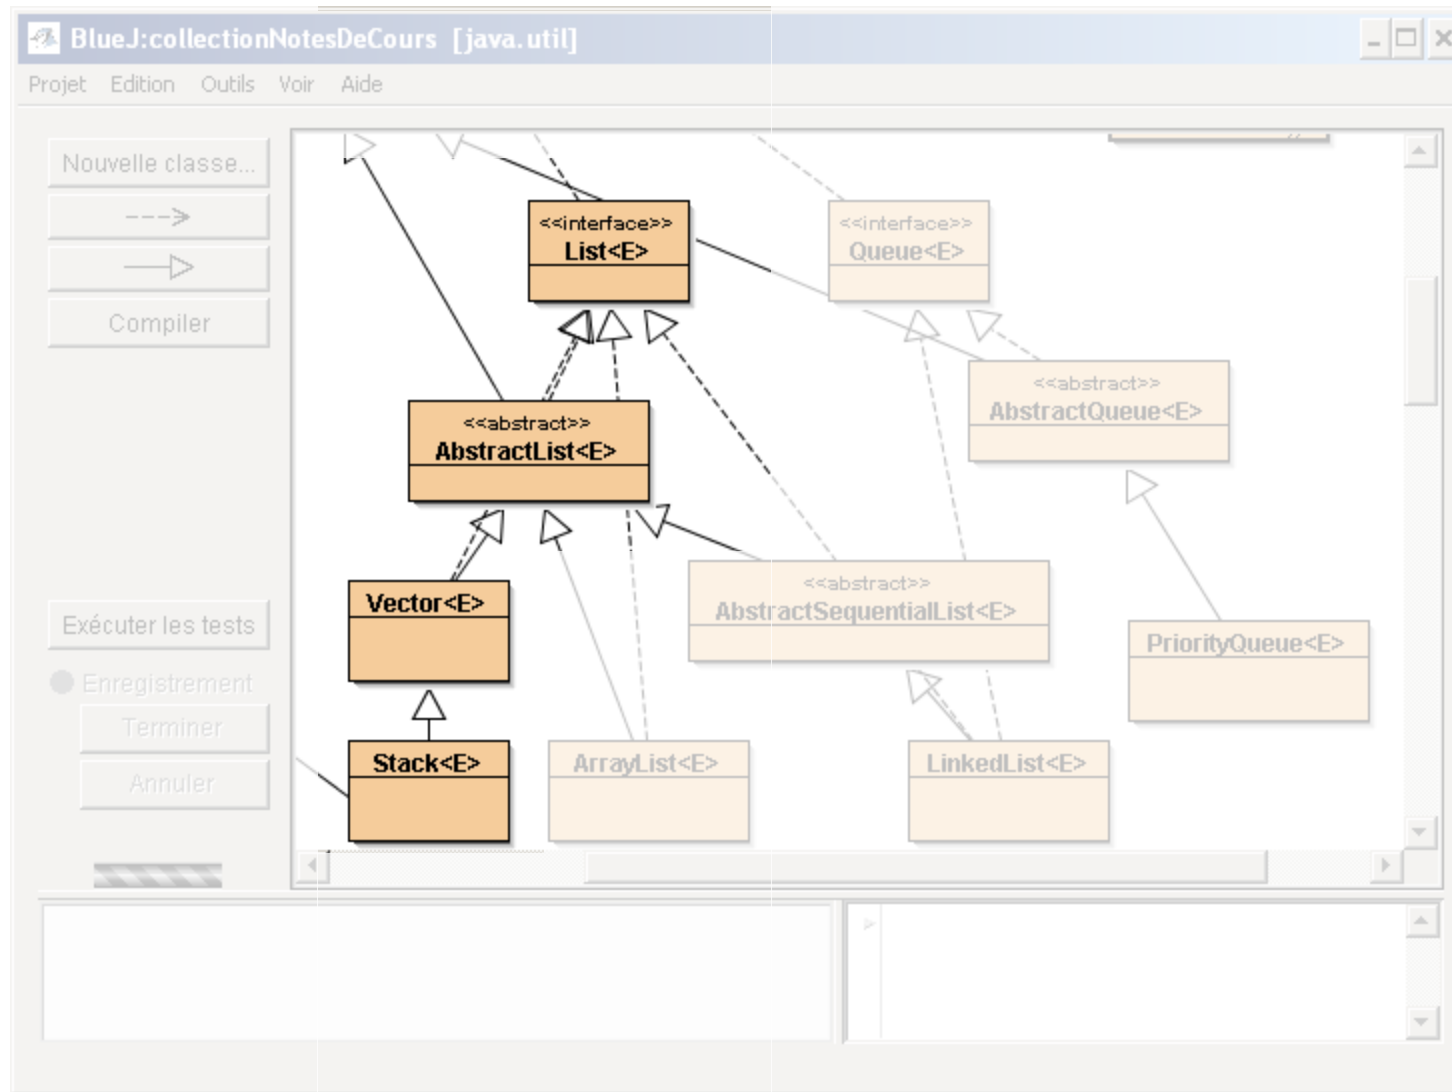 BlueJ:collectionNotesDeCours [java.util]
Projet Edition Outils Voir Aide
Nouvelle classe...
Compiler
Exécuter les tests
Enregistrement
Terminer
Annuler
<<interface>>
List<E>
<<interface>>
Queue<E>
<<abstract>>
AbstractQueue<E>
<<abstract>>
AbstractList<E>
<<abstract>>
AbstractSequentialList<E>
Vector<E>
PriorityQueue<E>
Stack<E>
ArrayList<E>
LinkedList<E>